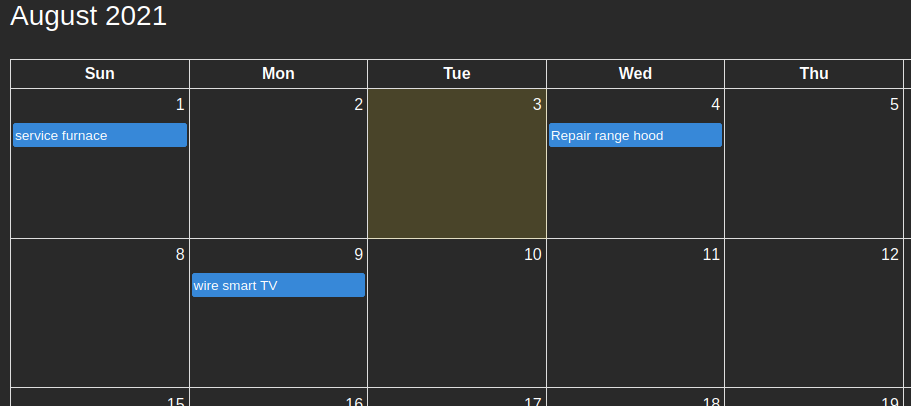 August 2021
Sun Mon Tue Wed Thu
1 2 3 4 5
service furnace Repair range hood
8 9 10 11 12
wire smart TV
15 16 17 18 19